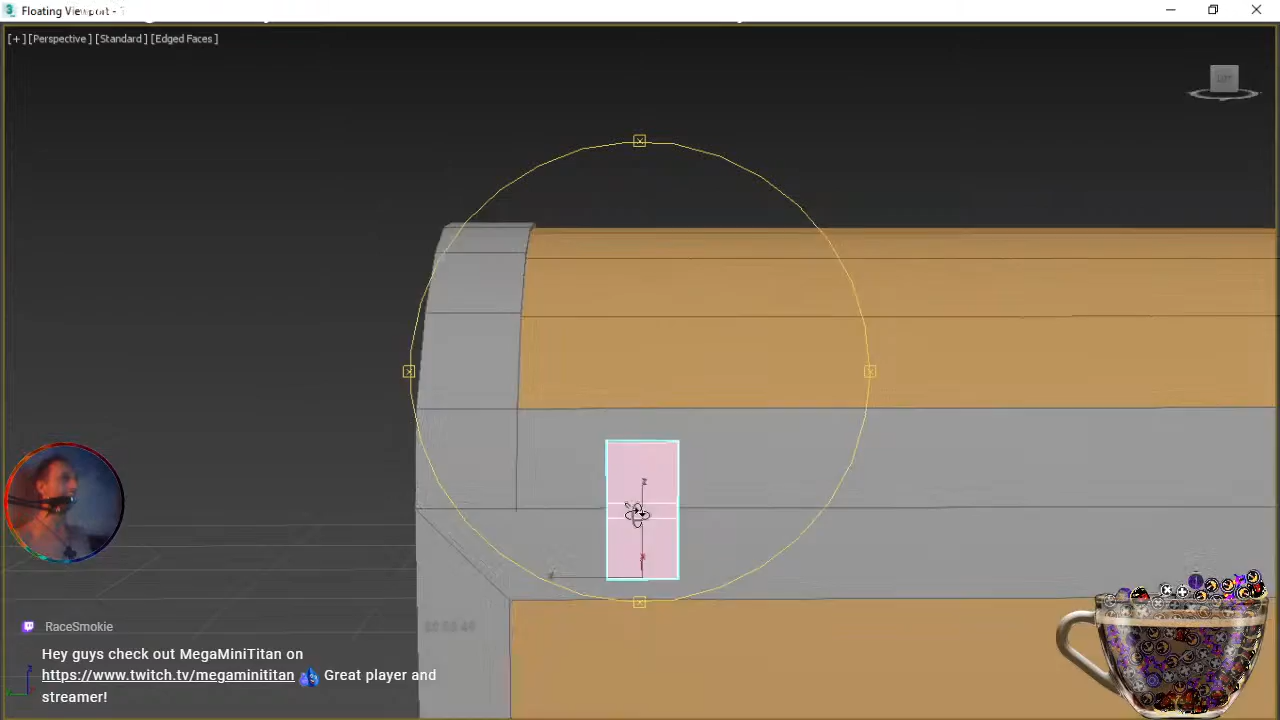 Floating Viewport -
[+] [Perspective] [Standard] [Edged Faces]
RaceSmokie
Hey guys check out MegaMiniTitan on
https://www.twitch.tv/megaminititan Great player and
streamer!